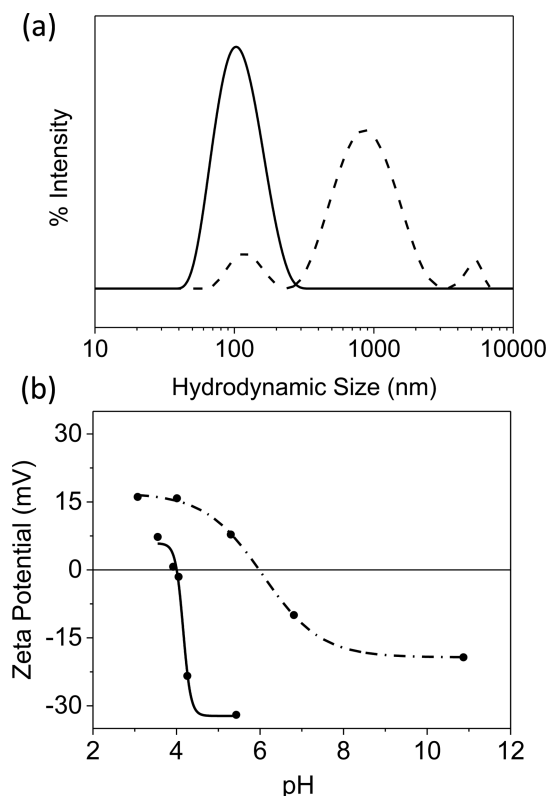 (a)
% Intensity
10
100
1000
10000
Hydrodynamic Size (nm)
(b)
Zeta Potential (mV)
30
15
0
-15
-30
2
4
6
8
10
12
pH